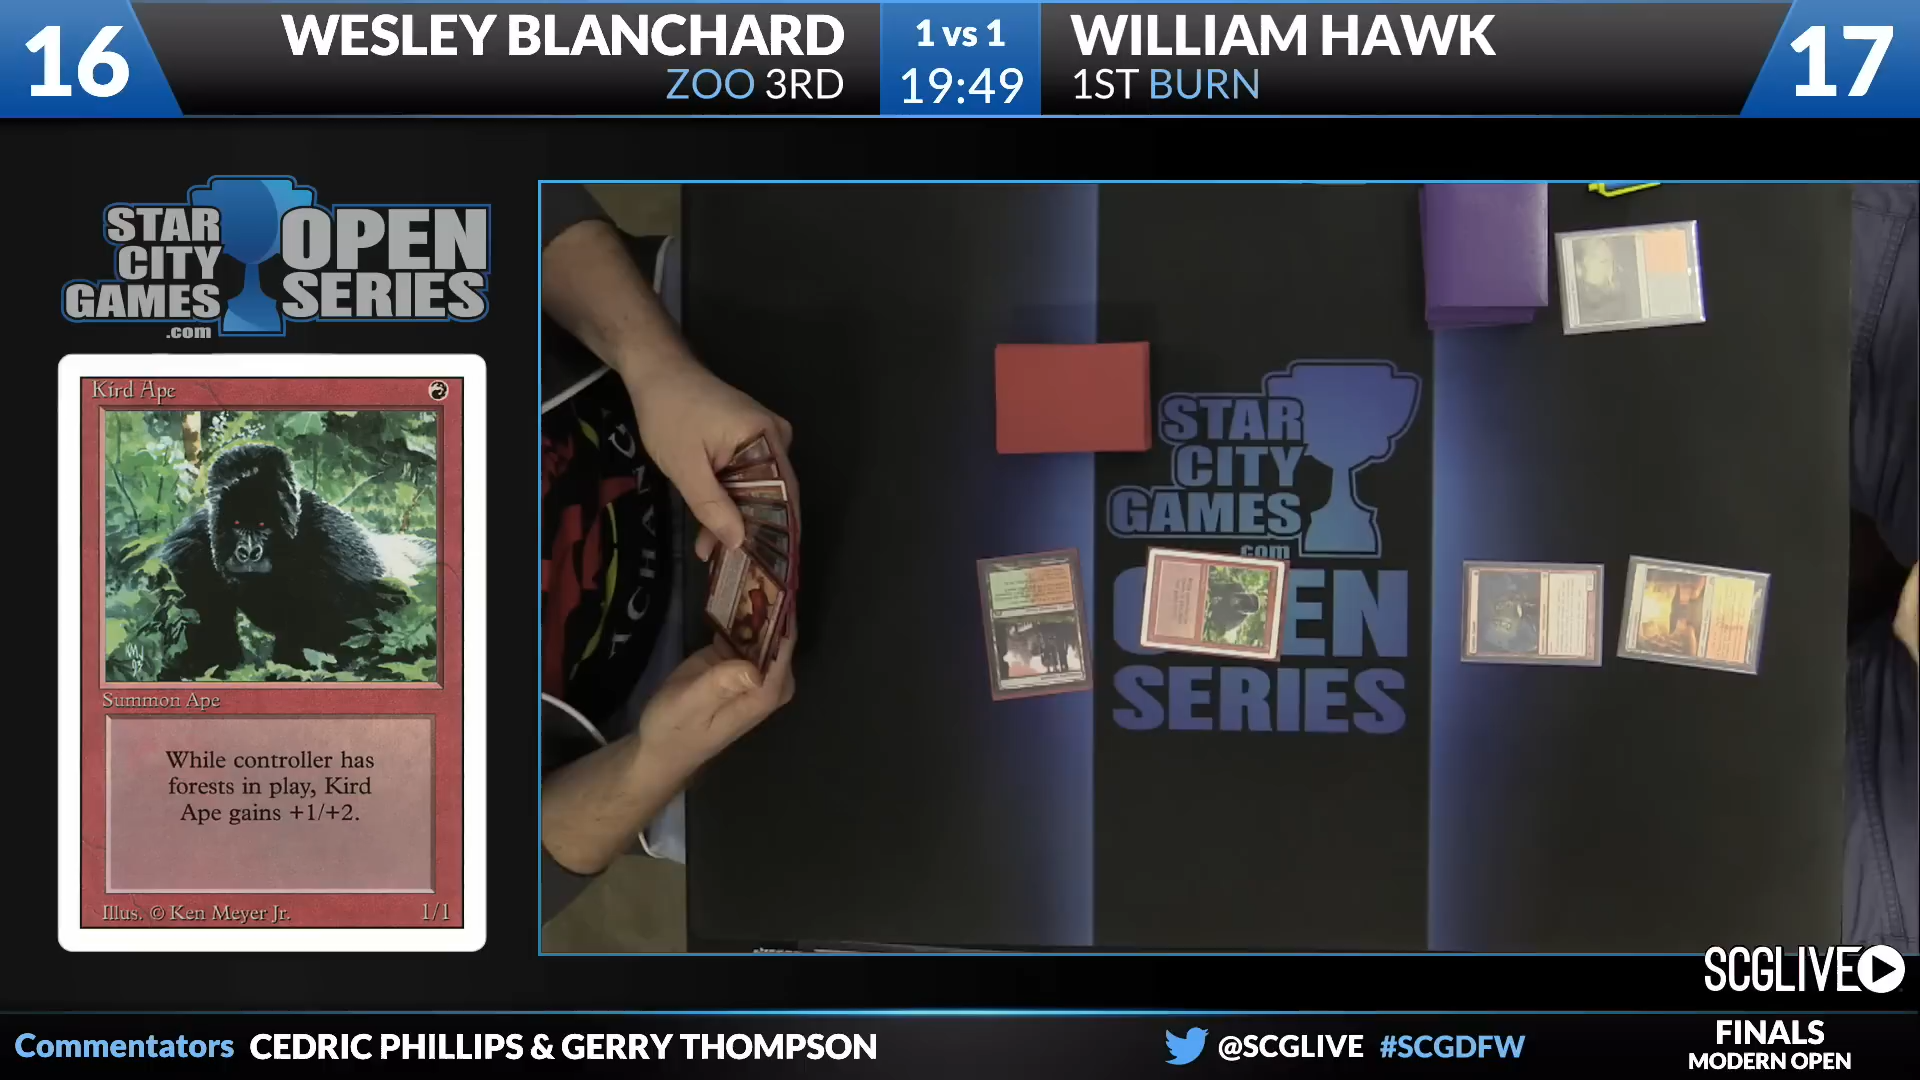 16
WESLEY BLANCHARD
ZOO 3RD
1 vs 1
19:49
WILLIAM HAWK
1ST BURN
17
STAR
CITY
GAMES
.com
OPEN
SERIES
Kird Ape
Summon Ape
While controller has
forests in play, Kird
Ape gains +1/+2.
Illus. © Ken Meyer Jr.
1/1
STAR
CITY
GAMES
.com
EN
SERIES
ACHANG
SCGLIVE
Commentators CEDRIC PHILLIPS & GERRY THOMPSON
@SCGLIVE #SCGDFW
FINALS
MODERN OPEN